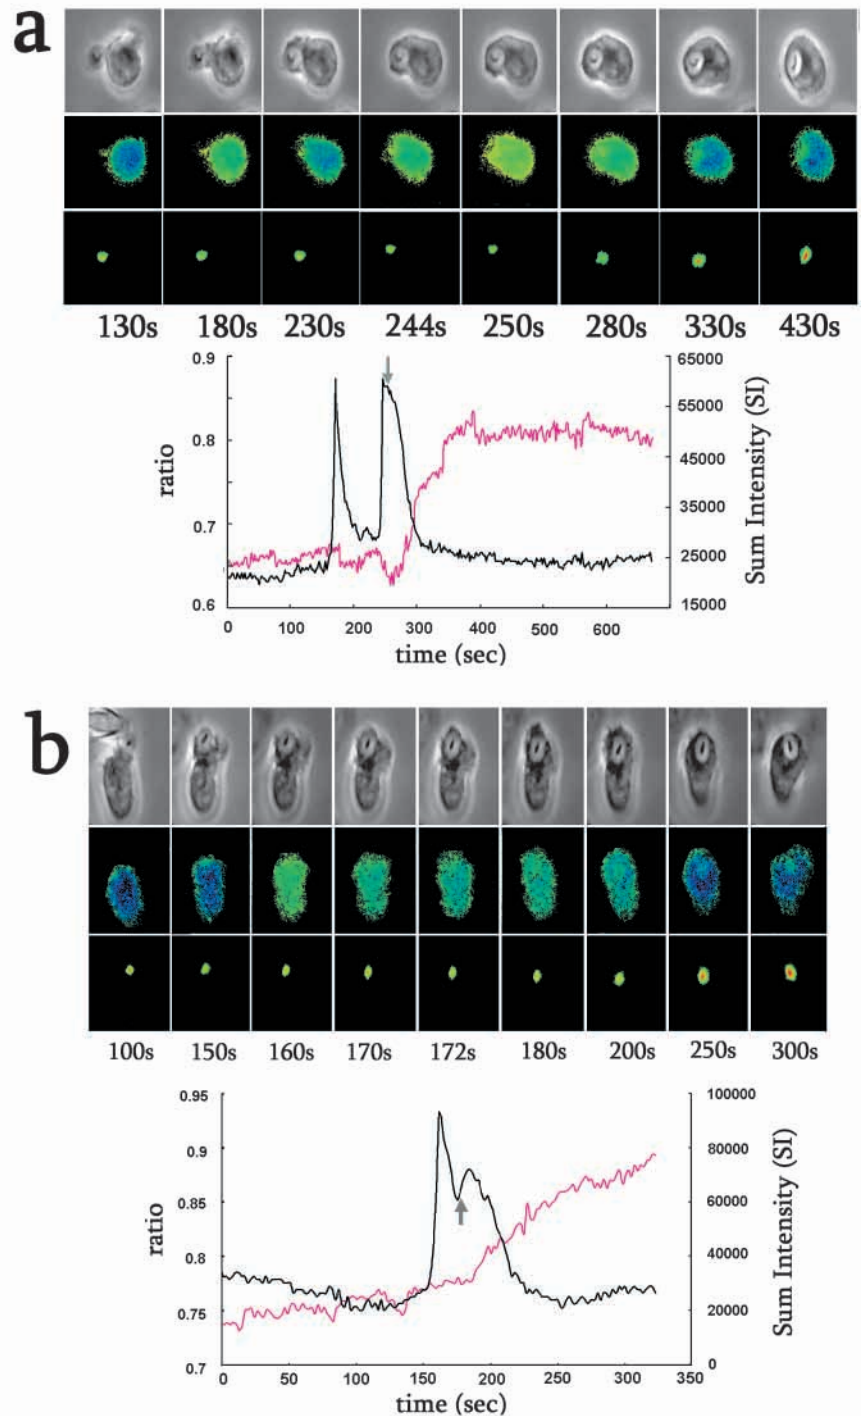 a
130s 180s 230s 244s 250s 280s 330s 430s
0.9
0.8
0.7
0.6
ratio
65000
55000
45000
35000
25000
15000
Sum Intensity (SI)
0 100 200 300 400 500 600
time (sec)
b
100s 150s 160s 170s 172s 180s 200s 250s 300s
0.95
0.9
0.85
0.8
0.75
0.7
ratio
100000
80000
60000
40000
20000
0
Sum Intensity (SI)
0 50 100 150 200 250 300 350
time (sec)